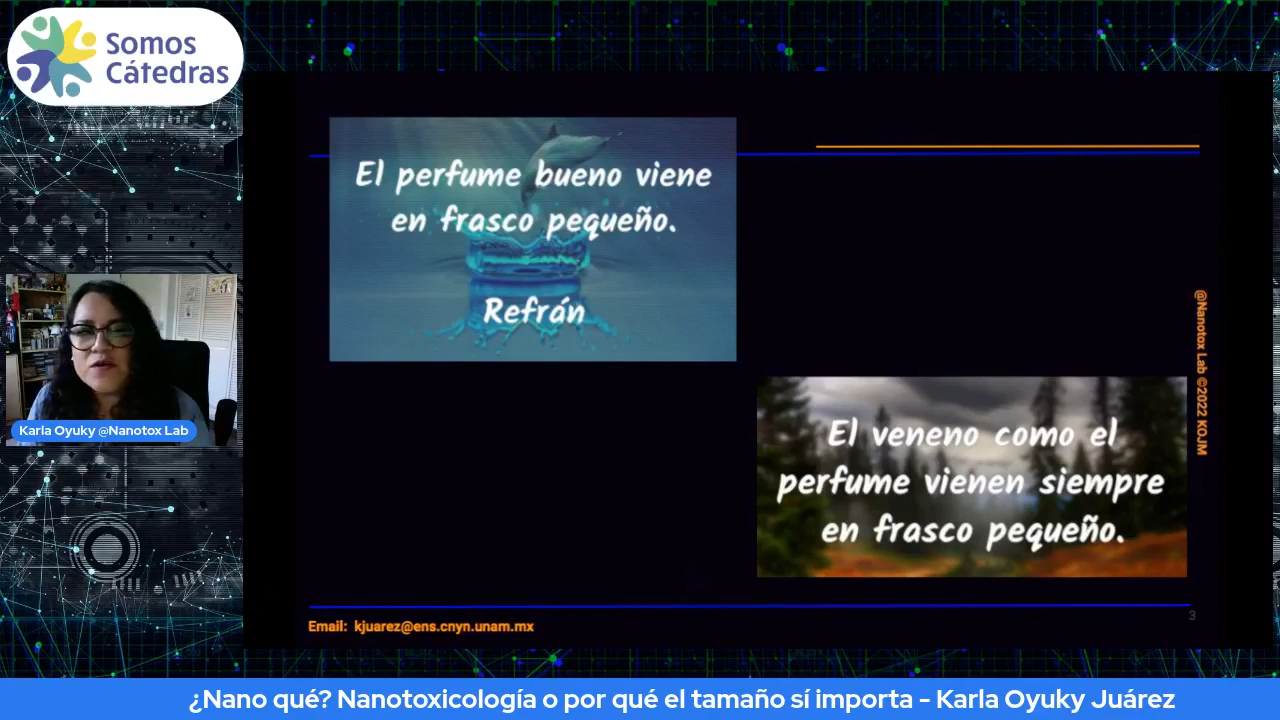 Somos
Cátedras
El perfume bueno viene
en frasco pequeño.
Refrán
Karla Oyuky @Nanotox Lab
El veneno como el
perfume vienen siempre
en frasco pequeño.
@Nanotox Lab ©2022 KOJM
3
Email: kjuarez@ens.cnyn.unam.mx
¿Nano qué? Nanotoxicología o por qué el tamaño sí importa - Karla Oyuky Juárez